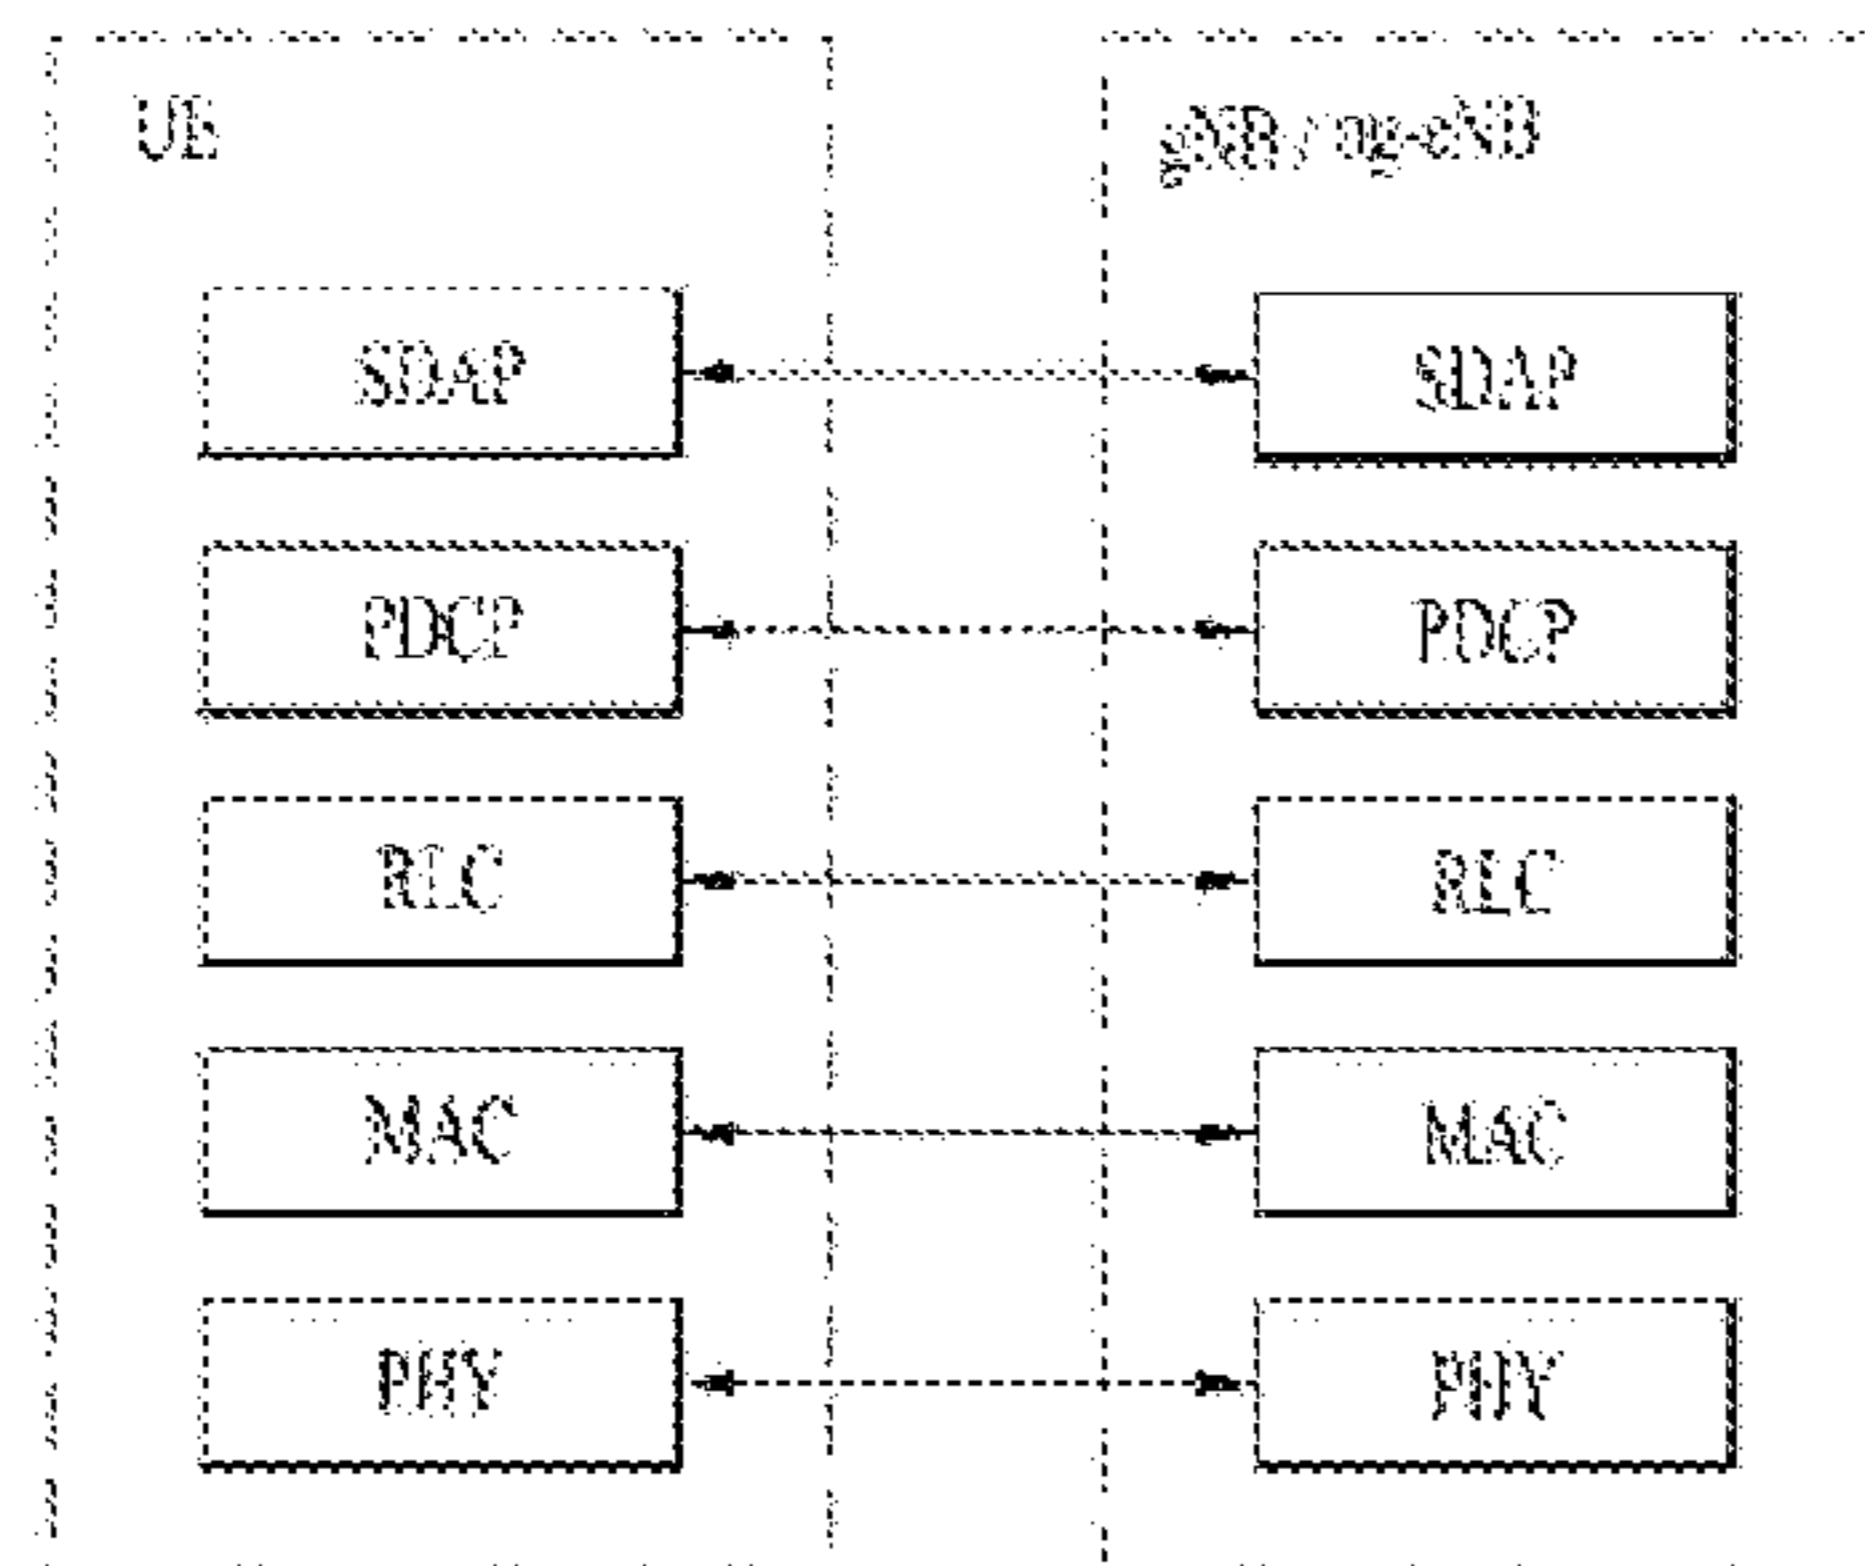 UE
gNB / ng-eNB
SDAP
SDAP
PDCP
PDCP
RLC
RLC
MAC
MAC
PHY
PHY